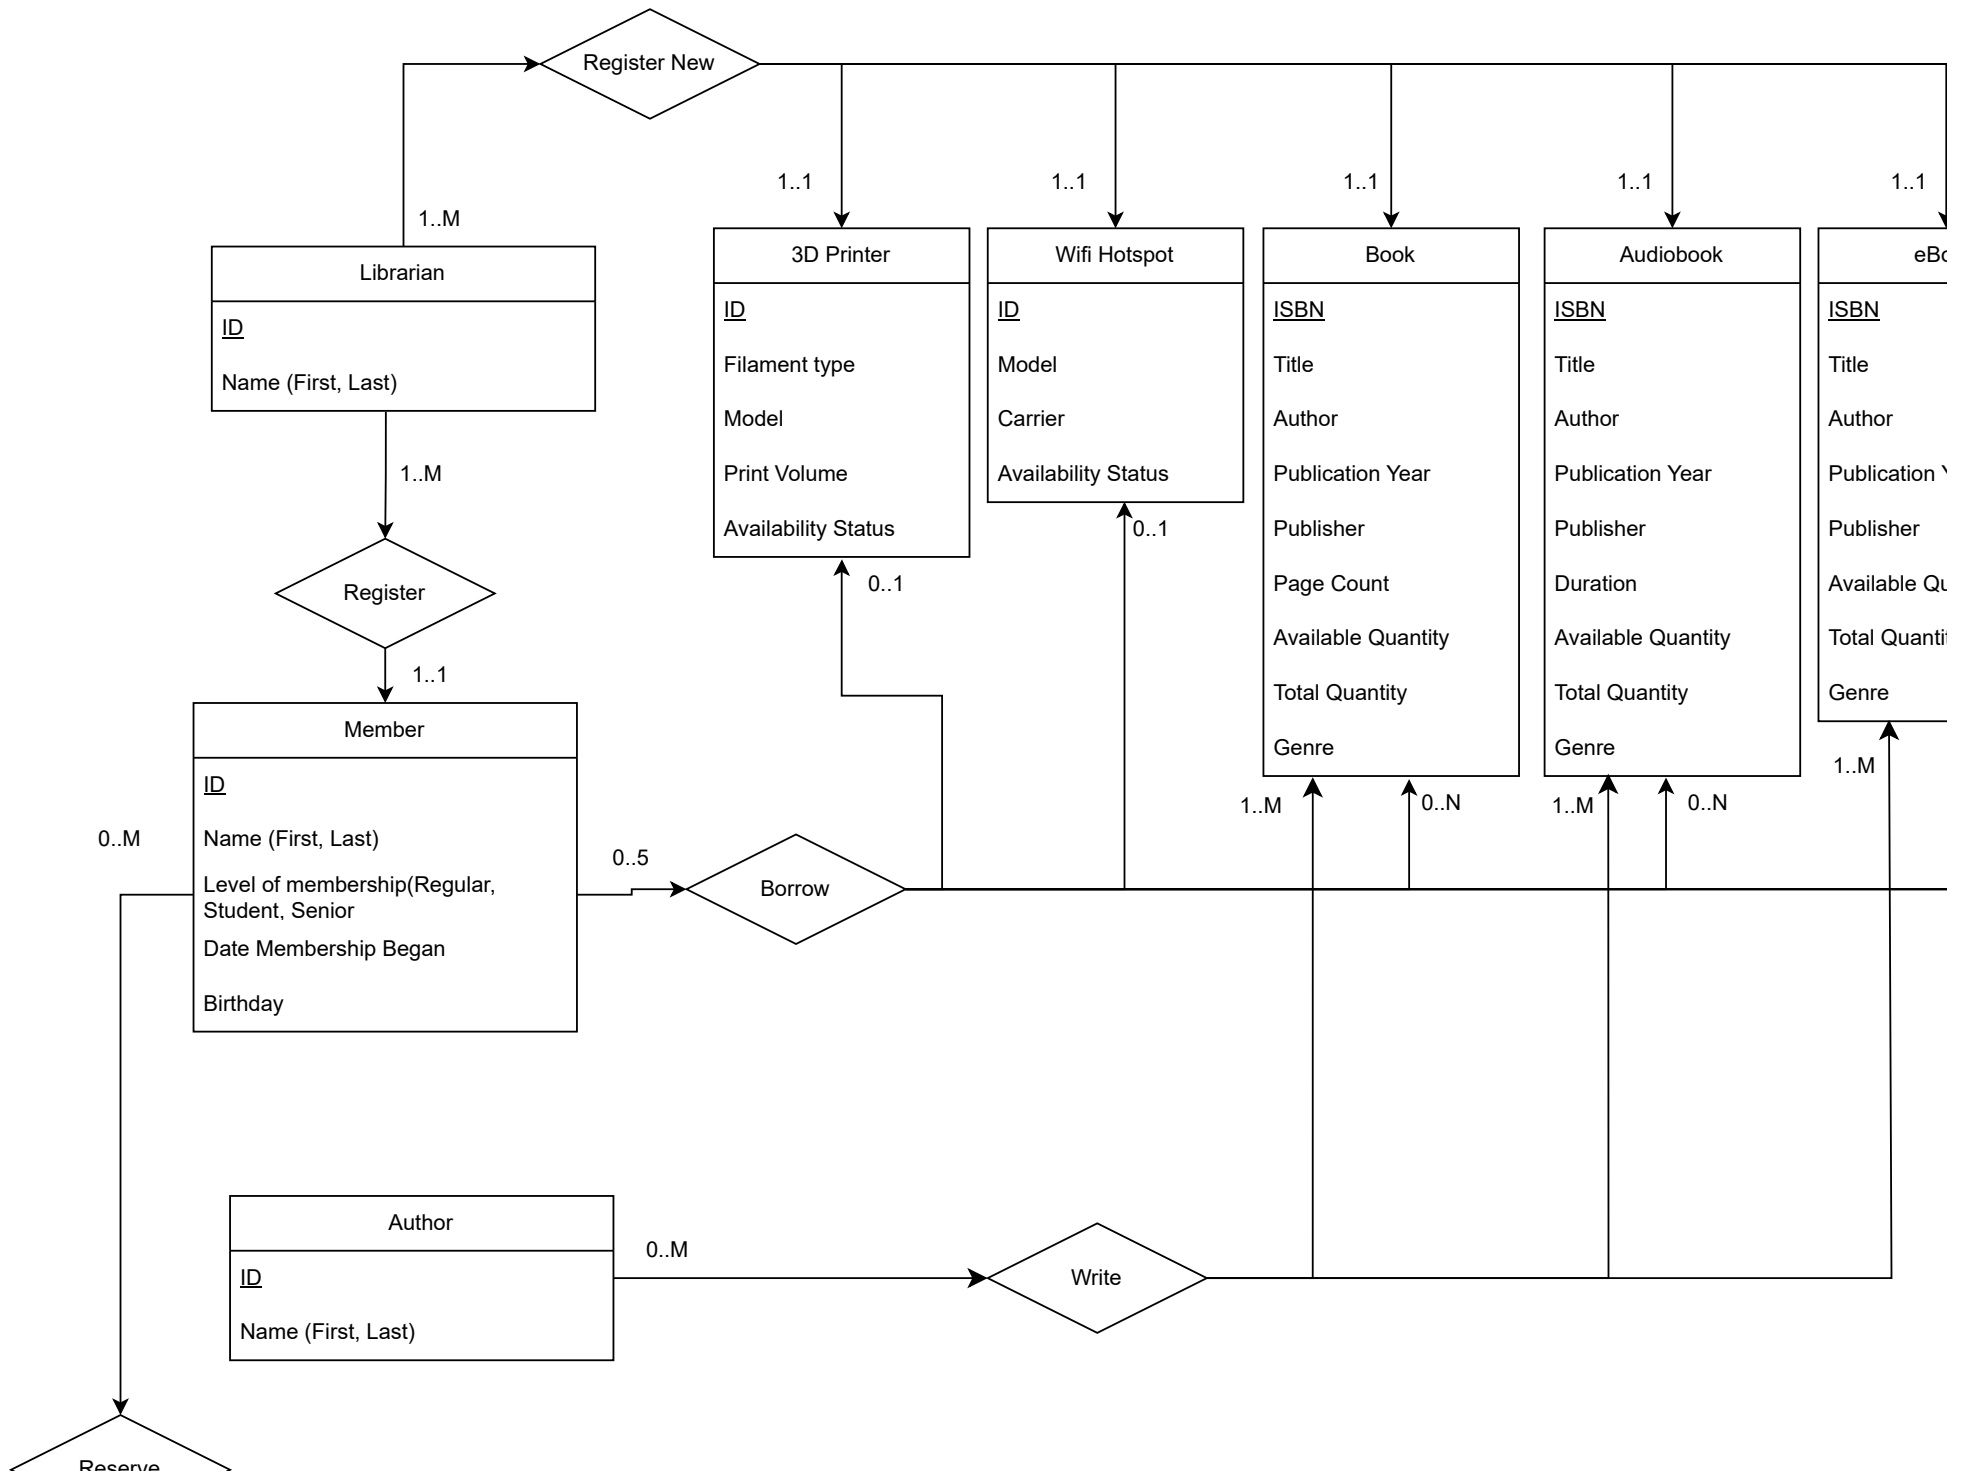 Register New
1..M
1..1
1..1
1..1
1..1
1..1
Librarian
ID
Name (First, Last)
1..M
Register
1..1
3D Printer
ID
Filament type
Model
Print Volume
Availability Status
0..1
Wifi Hotspot
ID
Model
Carrier
Availability Status
0..1
Book
ISBN
Title
Author
Publication Year
Publisher
Page Count
Available Quantity
Total Quantity
Genre
1..M
0..N
Audiobook
ISBN
Title
Author
Publication Year
Publisher
Duration
Available Quantity
Total Quantity
Genre
1..M
0..N
ISBN
Title
Author
Publication
Publisher
Available
Total
Genre
1..M
Member
ID
Name (First, Last)
Level of membership(Regular,
Student, Senior
Date Membership Began
Birthday
0..M
0..5
Borrow
Author
ID
Name (First, Last)
0..M
Write
Reserve